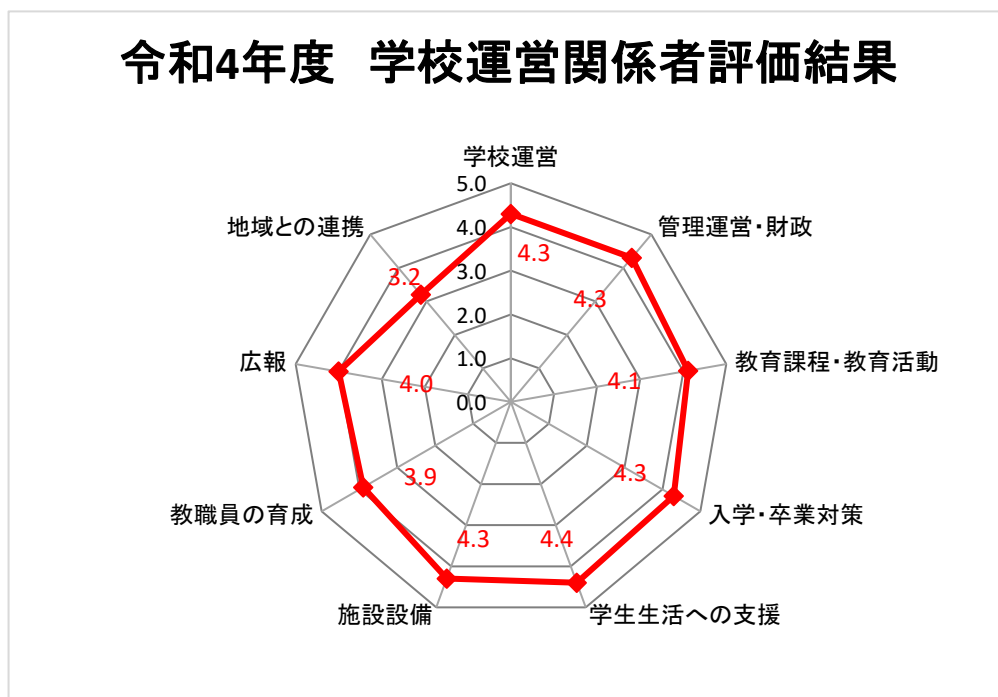 令和4年度　学校運営関係者評価結果
学校運営
5.0
4.0
3.0
2.0
1.0
0.0
管理運営・財政
教育課程・教育活動
入学・卒業対策
学生生活への支援
施設設備
教職員の育成
広報
地域との連携
4.3
4.3
4.1
4.3
4.4
4.3
3.9
4.0
3.2